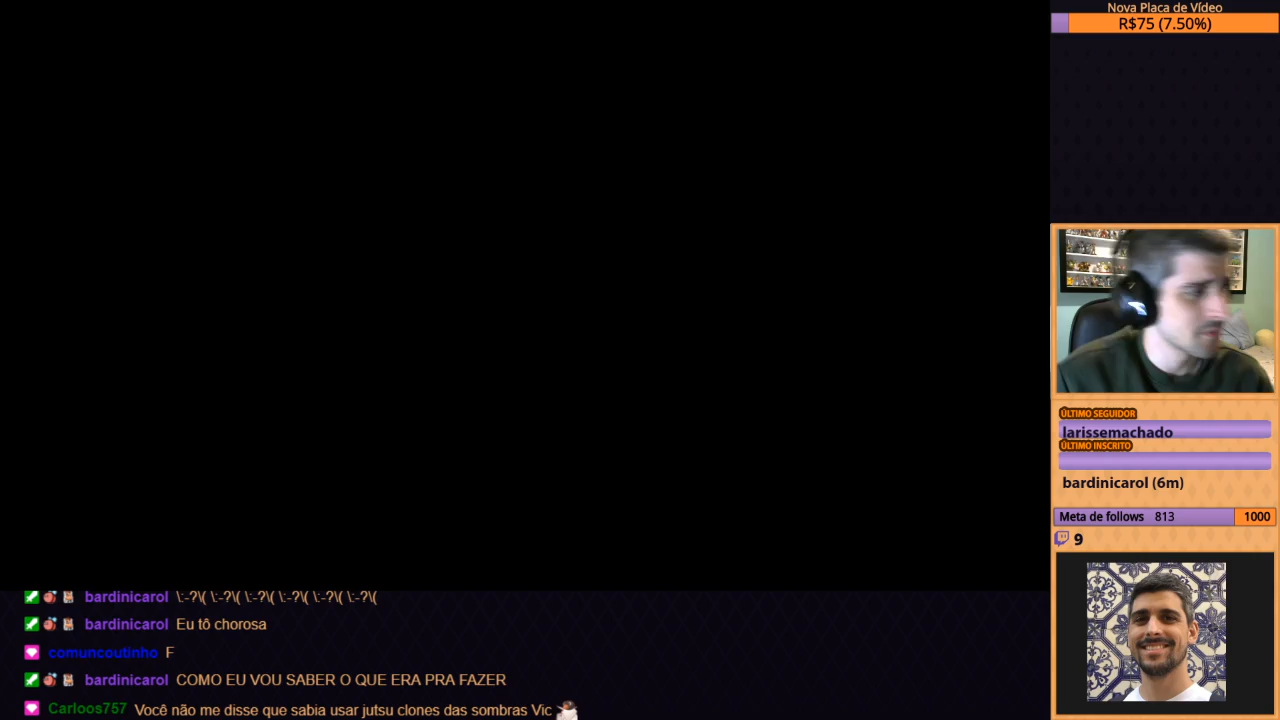 Nova Placa de Vídeo
R$75 (7.50%)
ÚLTIMO SEGUIDOR
larissemachado
ÚLTIMO INSCRITO
bardinicarol (6m)
Meta de follows 813 1000
9
bardinicarol \:-?\( \:-?\( \:-?\( \:-?\( \:-?\( \:-?\(
bardinicarol Eu tô chorosa
comuncoutinho F
bardinicarol COMO EU VOU SABER O QUE ERA PRA FAZER
Carloos757 Você não me disse que sabia usar jutsu clones das sombras Vic